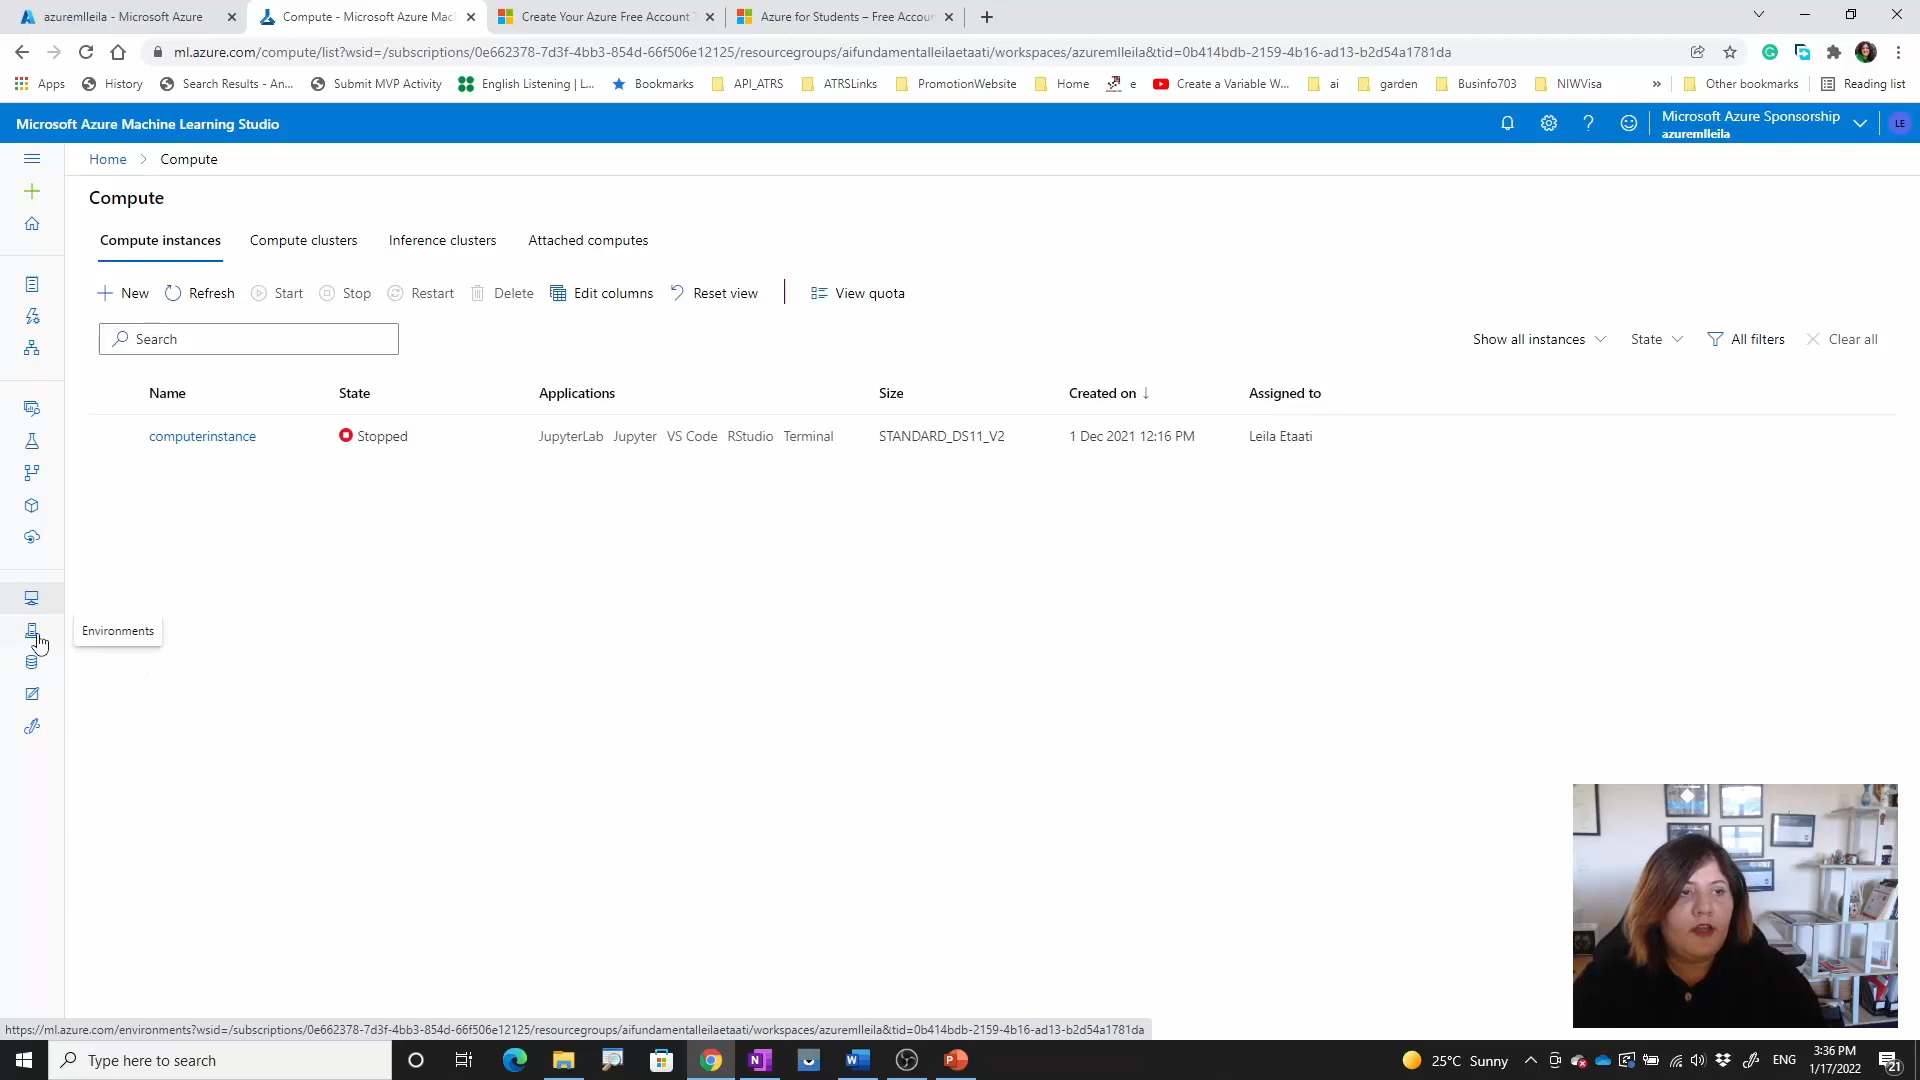 azuremlleila - Microsoft Azure
Compute - Microsoft Azure Mac
Create Your Azure Free Account
Azure for Students – Free Accoun
ml.azure.com/compute/list?wsid=/subscriptions/0e662378-7d3f-4bb3-854d-66f506e12125/resourcegroups/aifundamentalleilaetaati/workspaces/azuremlleila&tid=0b414bdb-2159-4b16-ad13-b2d54a1781da
Apps
History
Search Results - An...
Submit MVP Activity
English Listening | L...
Bookmarks
API_ATRS
ATRSLinks
PromotionWebsite
Home
e
Create a Variable W...
ai
garden
Businfo703
NIWVisa
»
Other bookmarks
Reading list
Microsoft Azure Machine Learning Studio
Microsoft Azure Sponsorship
azuremlleila
LE
Home > Compute
Compute
Compute instances
Compute clusters
Inference clusters
Attached computes
New
Refresh
Start
Stop
Restart
Delete
Edit columns
Reset view
View quota
Search
Show all instances
State
All filters
Clear all
Name State Applications Size Created on ↓ Assigned to
computerinstance Stopped JupyterLab Jupyter VS Code RStudio Terminal STANDARD_DS11_V2 1 Dec 2021 12:16 PM Leila Etaati
Environments
https://ml.azure.com/environments?wsid=/subscriptions/0e662378-7d3f-4bb3-854d-66f506e12125/resourcegroups/aifundamentalleilaetaati/workspaces/azuremlleila&tid=0b414bdb-2159-4b16-ad13-b2d54a1781da
Type here to search
25°C Sunny
ENG
3:36 PM
1/17/2022
21